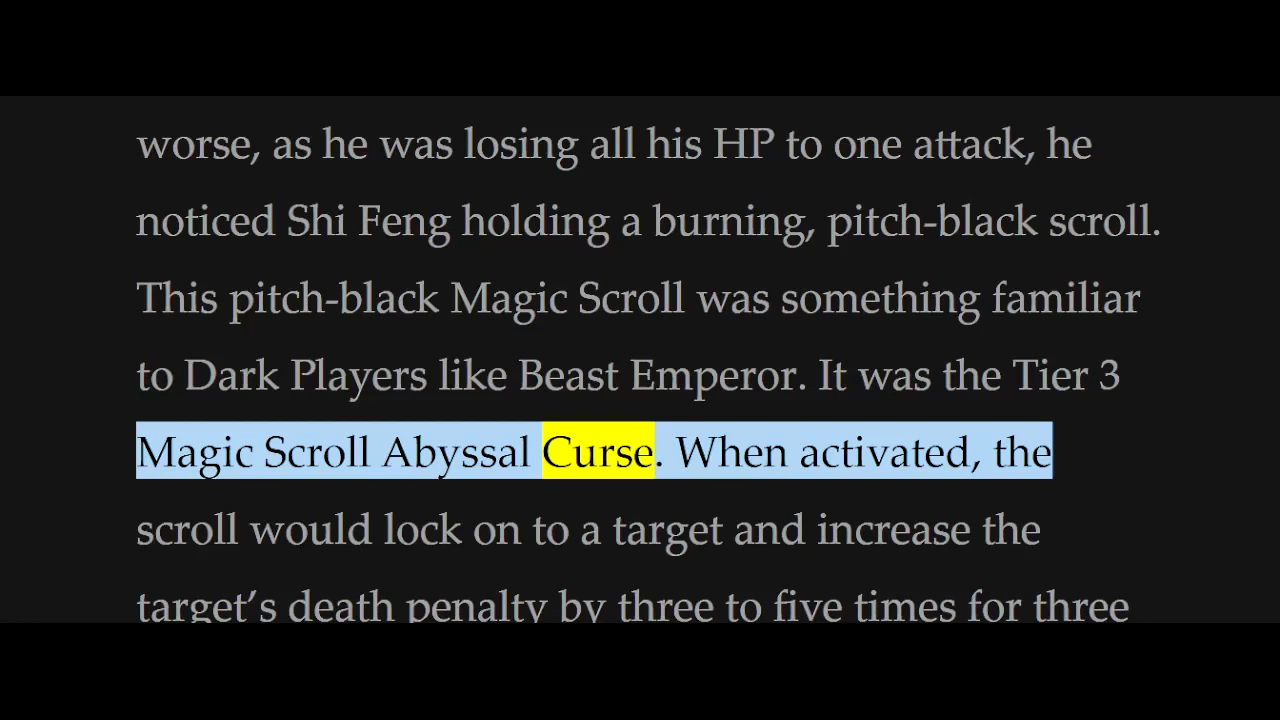 worse, as he was losing all his HP to one attack, he
noticed Shi Feng holding a burning, pitch-black scroll.
This pitch-black Magic Scroll was something familiar
to Dark Players like Beast Emperor. It was the Tier 3
Magic Scroll Abyssal Curse. When activated, the
scroll would lock on to a target and increase the
target’s death penalty by three to five times for three